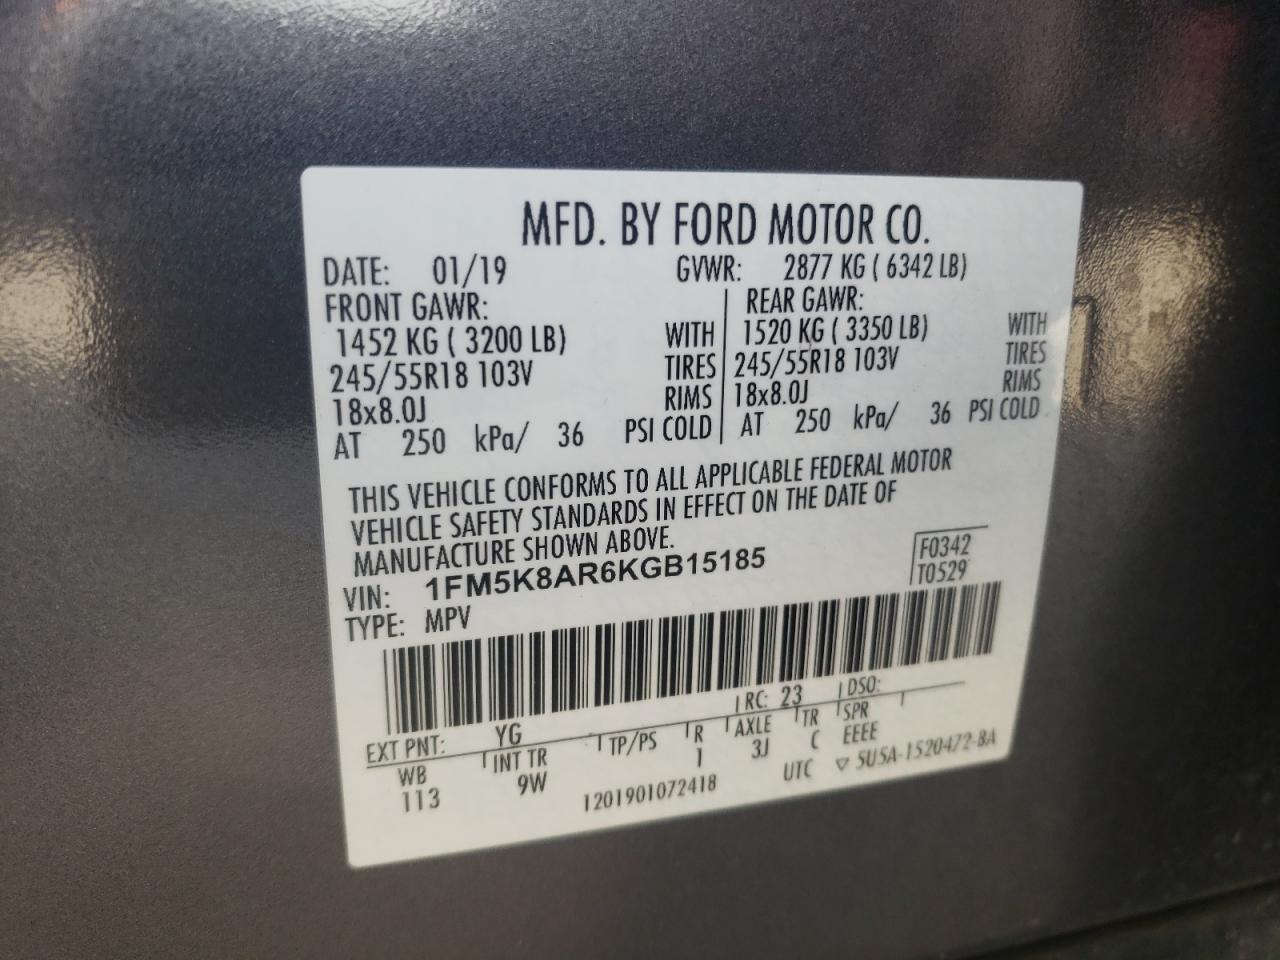 MFD. BY FORD MOTOR CO.
DATE: 01/19 GVWR: 2877 KG ( 6342 LB)
FRONT GAWR: REAR GAWR:
1452 KG ( 3200 LB) WITH 1520 KG ( 3350 LB) WITH
245/55R18 103V TIRES 245/55R18 103V TIRES
18x8.0J RIMS 18x8.0J RIMS
AT 250 kPa/ 36 PSI COLD AT 250 kPa/ 36 PSI COLD
THIS VEHICLE CONFORMS TO ALL APPLICABLE FEDERAL MOTOR
VEHICLE SAFETY STANDARDS IN EFFECT ON THE DATE OF
MANUFACTURE SHOWN ABOVE.
VIN: 1FM5K8AR6KGB15185 F0342
TYPE: MPV T0529
EXT PNT: YG RC: 23 DSO:
WB INT TR TP/PS R AXLE TR SPR
113 9W 1 3J C EEEE
1201901072418 UTC ▽ 5U5A-1520472-BA